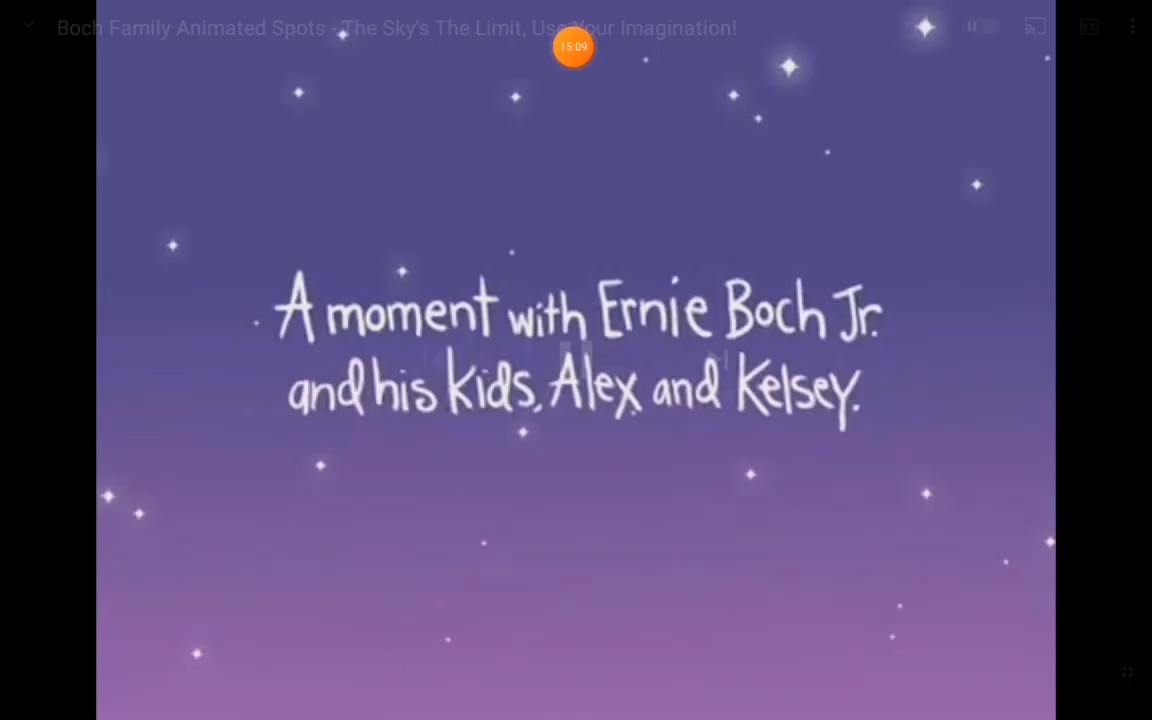 Boch Family Animated Spots - The Sky's The Limit, Use Your Imagination!
15:09
A moment with Ernie Boch Jr.
and his kids, Alex and Kelsey.